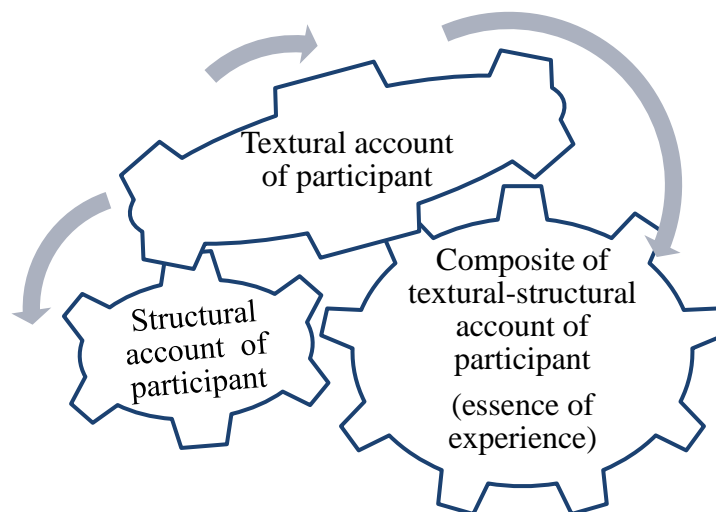 Textural account
of participant
Structural
account of
participant
Composite of
textural-structural
account of
participant
(essence of
experience)